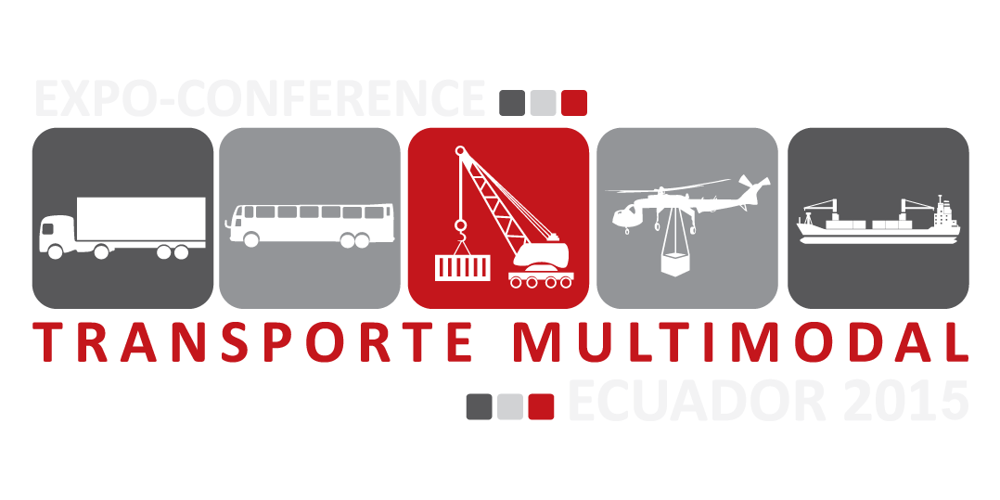 EXPO-CONFERENCE
TRANSPORTE MULTIMODAL
ECUADOR 2015